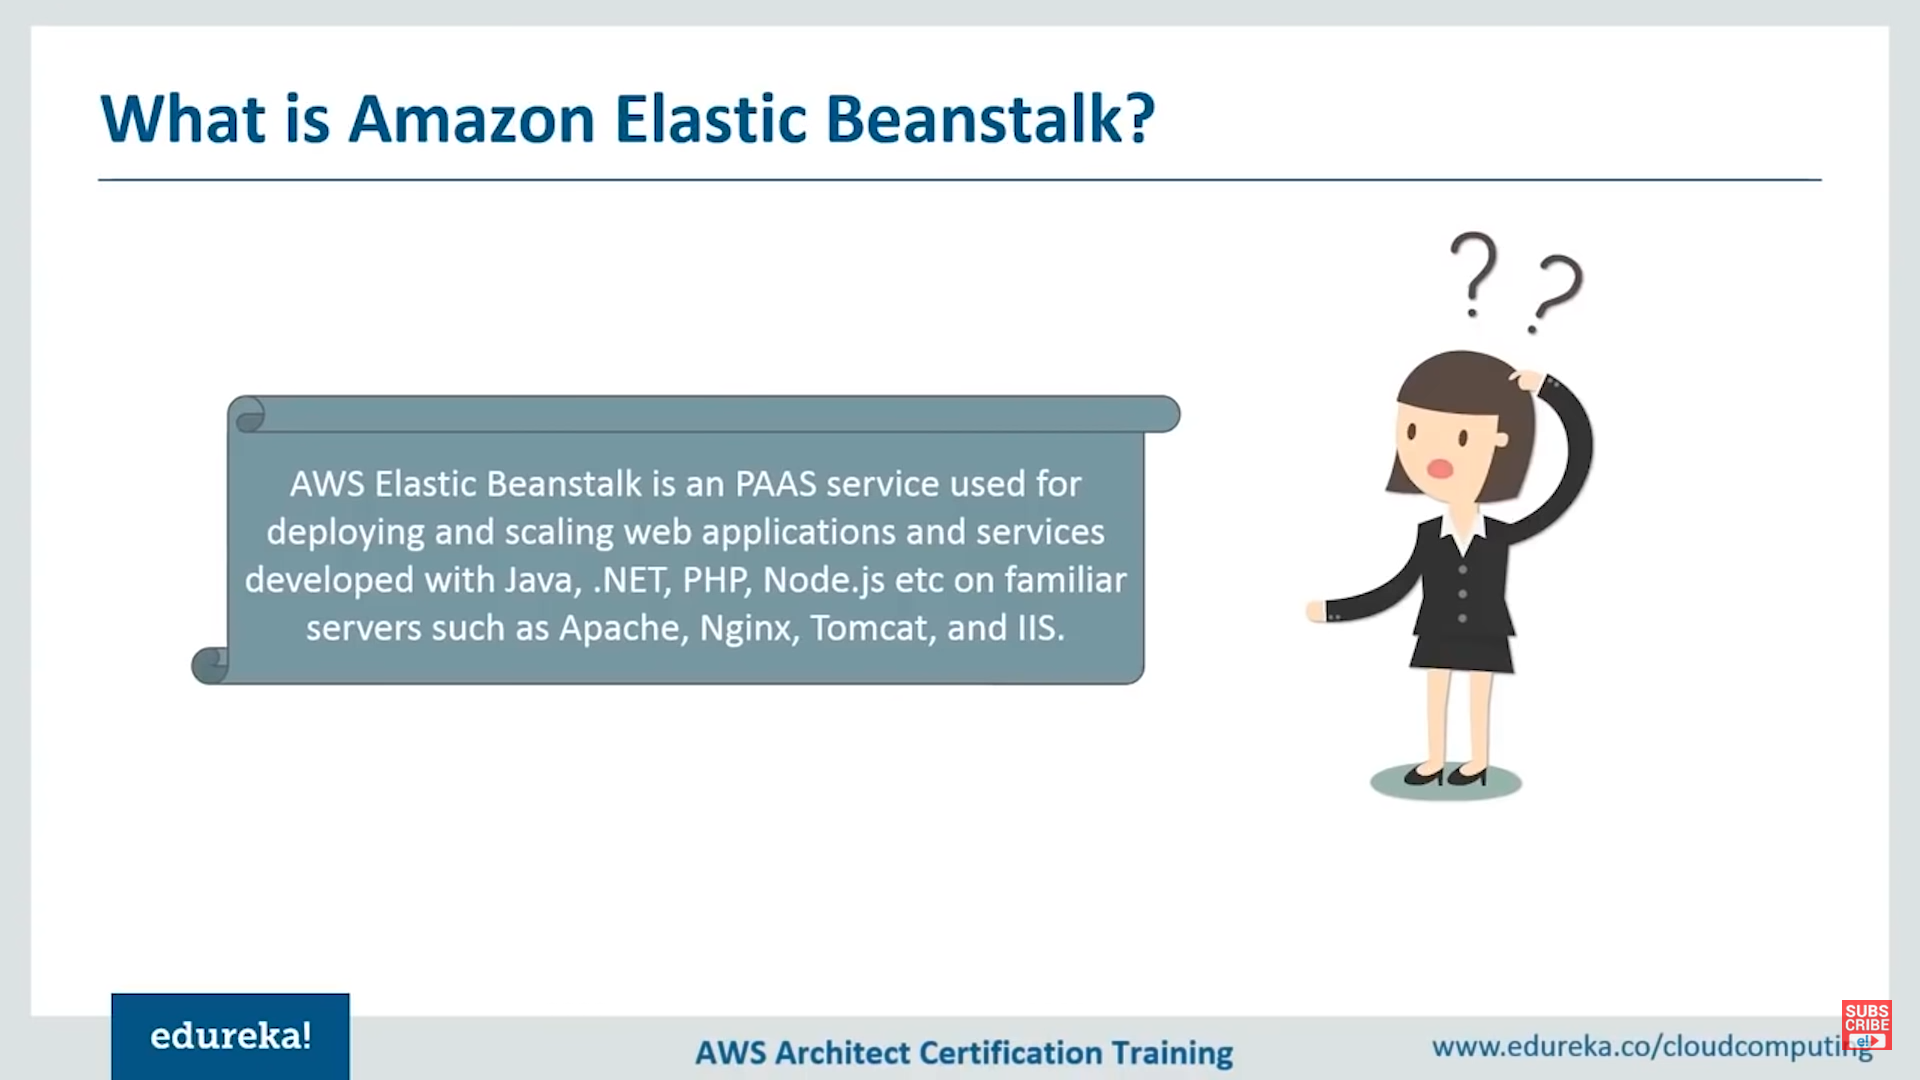 What is Amazon Elastic Beanstalk?
? ?
AWS Elastic Beanstalk is an PAAS service used for
deploying and scaling web applications and services
developed with Java, .NET, PHP, Node.js etc on familiar
servers such as Apache, Nginx, Tomcat, and IIS.
edureka!
AWS Architect Certification Training
www.edureka.co/cloudcomputing
SUBS
CRIBE
e!